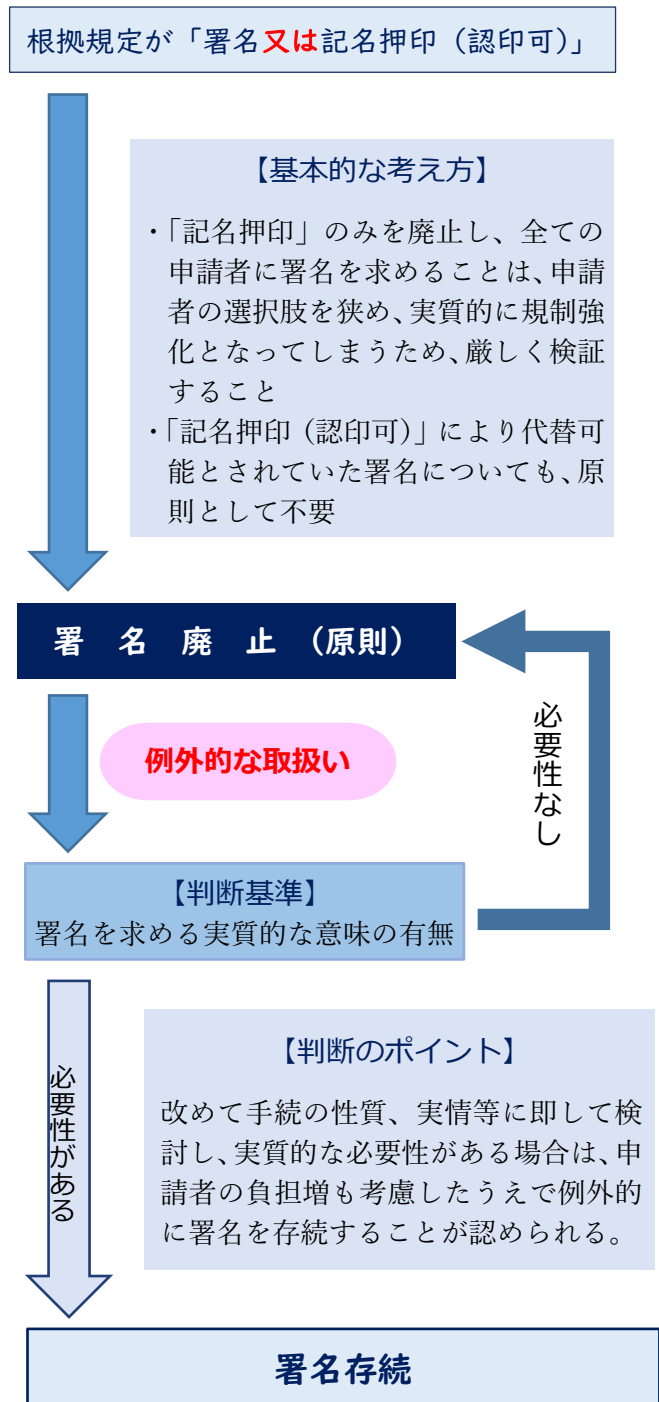 根拠規定が「署名又は記名押印（認印可）」
【基本的な考え方】
・「記名押印」のみを廃止し、全ての
申請者に署名を求めることは、申請
者の選択肢を狭め、実質的に規制強
化となってしまうため、厳しく検証
すること
・「記名押印（認印可）」により代替可
能とされていた署名についても、原
則として不要
署名廃止（原則）
例外的な取扱い
必要性なし
【判断基準】
署名を求める実質的な意味の有無
必要性がある
【判断のポイント】
改めて手続の性質、実情等に即して検
討し、実質的な必要性がある場合は、申
請者の負担増も考慮したうえで例外的
に署名を存続することが認められる。
署名存続